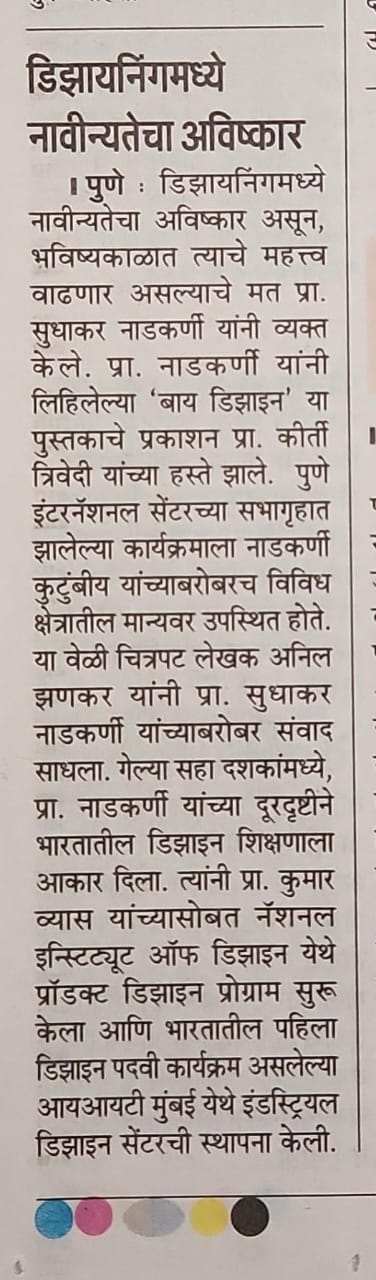 डिझायनिंगमध्ये
नावीन्यतेचा अविष्कार
पुणे : डिझायनिंगमध्ये
नावीन्यतेचा अविष्कार असून,
भविष्यकाळात त्याचे महत्त्व
वाढणार असल्याचे मत प्रा.
सुधाकर नाडकर्णी यांनी व्यक्त
केले. प्रा. नाडकर्णी यांनी
लिहिलेल्या ‘बाय डिझाइन’ या
पुस्तकाचे प्रकाशन प्रा. कीर्ती
त्रिवेदी यांच्या हस्ते झाले. पुणे
इंटरनॅशनल सेंटरच्या सभागृहात
झालेल्या कार्यक्रमाला नाडकर्णी
कुटुंबीय यांच्याबरोबरच विविध
क्षेत्रातील मान्यवर उपस्थित होते.
या वेळी चित्रपट लेखक अनिल
झणकर यांनी प्रा. सुधाकर
नाडकर्णी यांच्याबरोबर संवाद
साधला. गेल्या सहा दशकांमध्ये,
प्रा. नाडकर्णी यांच्या दूरदृष्टीने
भारतातील डिझाइन शिक्षणाला
आकार दिला. त्यांनी प्रा. कुमार
व्यास यांच्यासोबत नॅशनल
इन्स्टिट्यूट ऑफ डिझाइन येथे
प्रॉडक्ट डिझाइन प्रोग्राम सुरू
केला आणि भारतातील पहिला
डिझाइन पदवी कार्यक्रम असलेल्या
आयआयटी मुंबई येथे इंडस्ट्रियल
डिझाइन सेंटरची स्थापना केली.